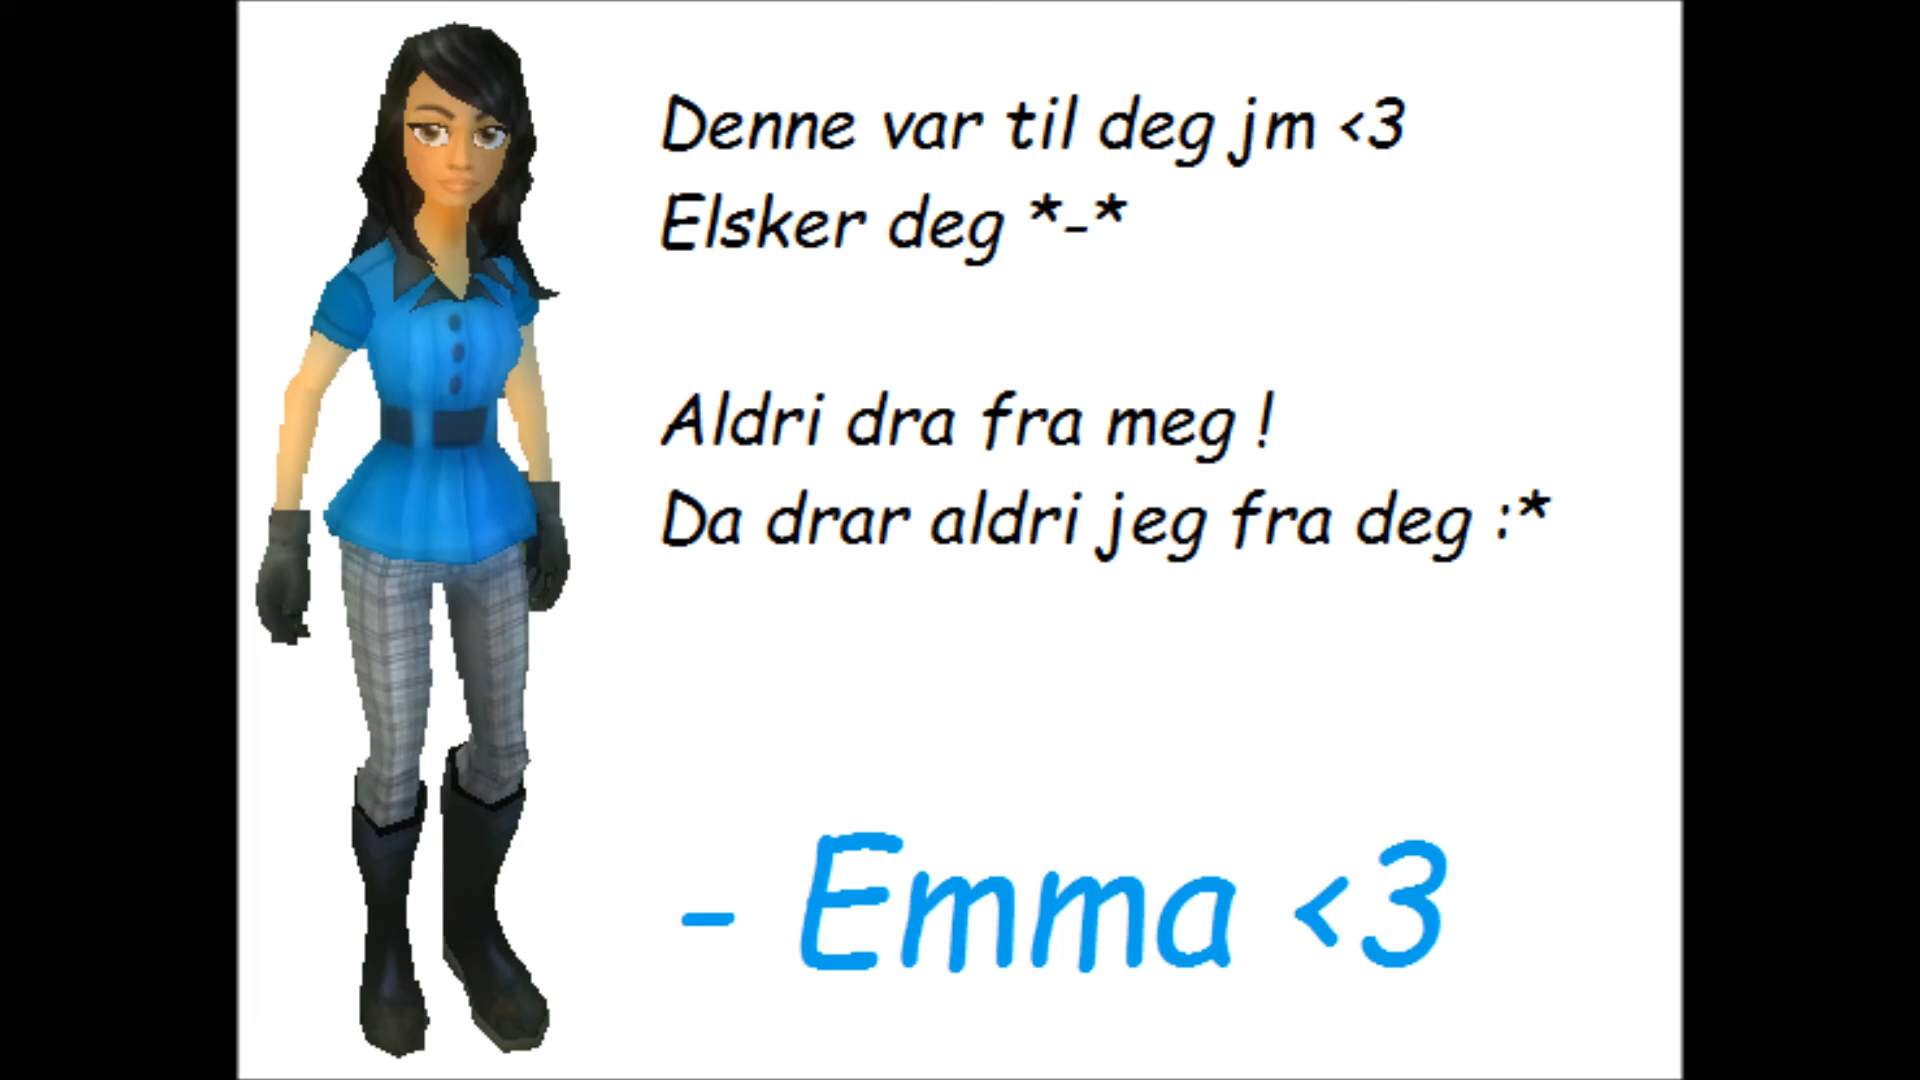 Denne var til deg jm <3
Elsker deg *-*
Aldri dra fra meg !
Da drar aldri jeg fra deg :*
- Emma <3